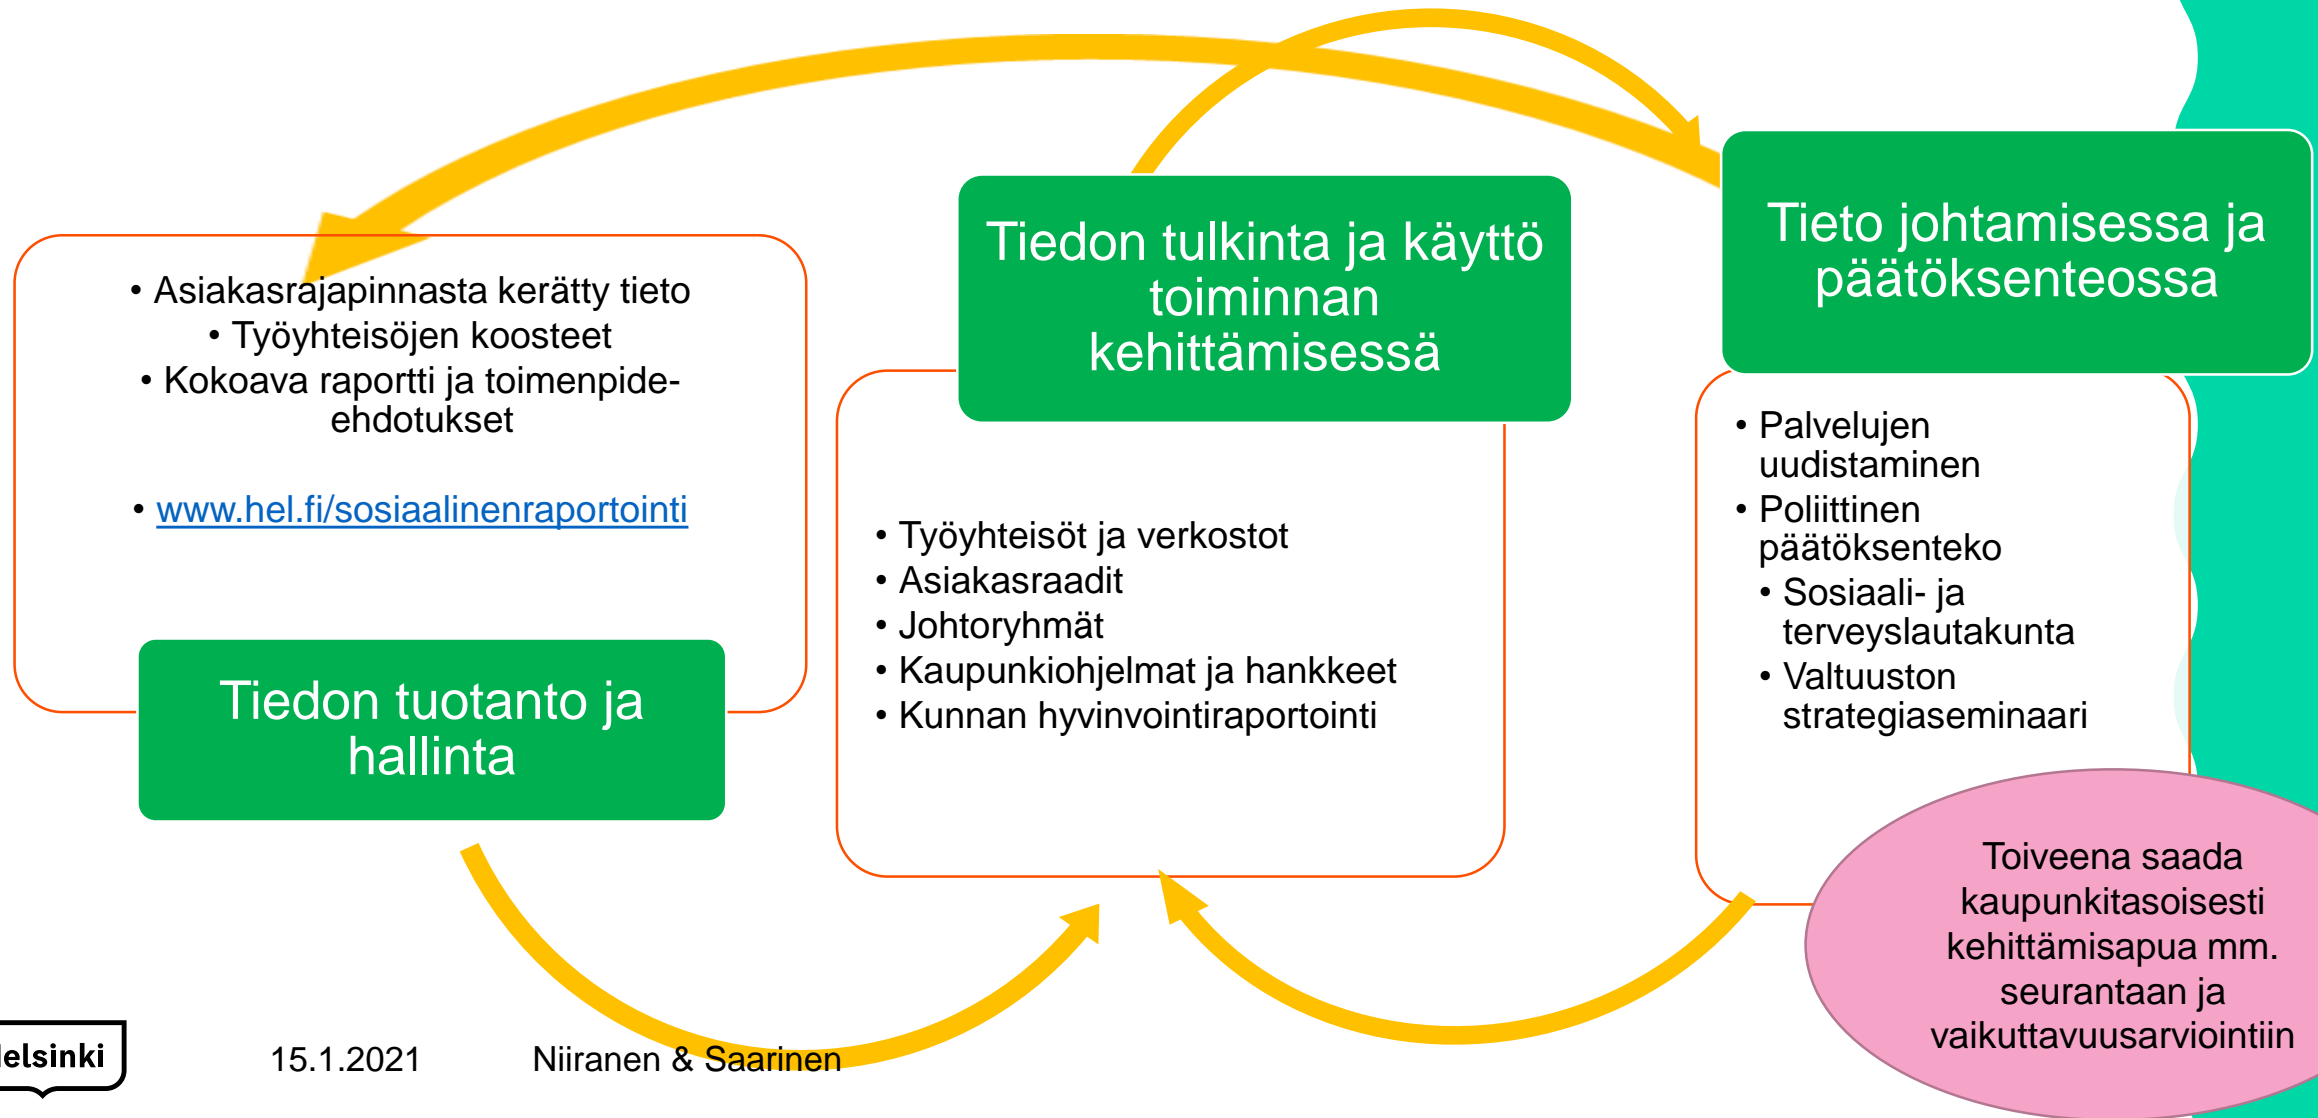 • Asiakasrajapinnasta kerätty tieto
• Työyhteisöjen koosteet
• Kokoava raportti ja toimenpide-
ehdotukset
• www.hel.fi/sosiaalinenraportointi
Tiedon tuotanto ja
hallinta
Tiedon tulkinta ja käyttö
toiminnan
kehittämisessä
• Työyhteisöt ja verkostot
• Asiakasraadit
• Johtoryhmät
• Kaupunkiohjelmat ja hankkeet
• Kunnan hyvinvointiraportointi
Tieto johtamisessa ja
päätöksenteossa
• Palvelujen
uudistaminen
• Poliittinen
päätöksenteko
• Sosiaali- ja
terveyslautakunta
• Valtuuston
strategiaseminaari
Toiveena saada
kaupunkitasoisesti
kehittämisapua mm.
seurantaan ja
vaikuttavuusarviointiin
Helsinki
15.1.2021
Niiranen & Saarinen